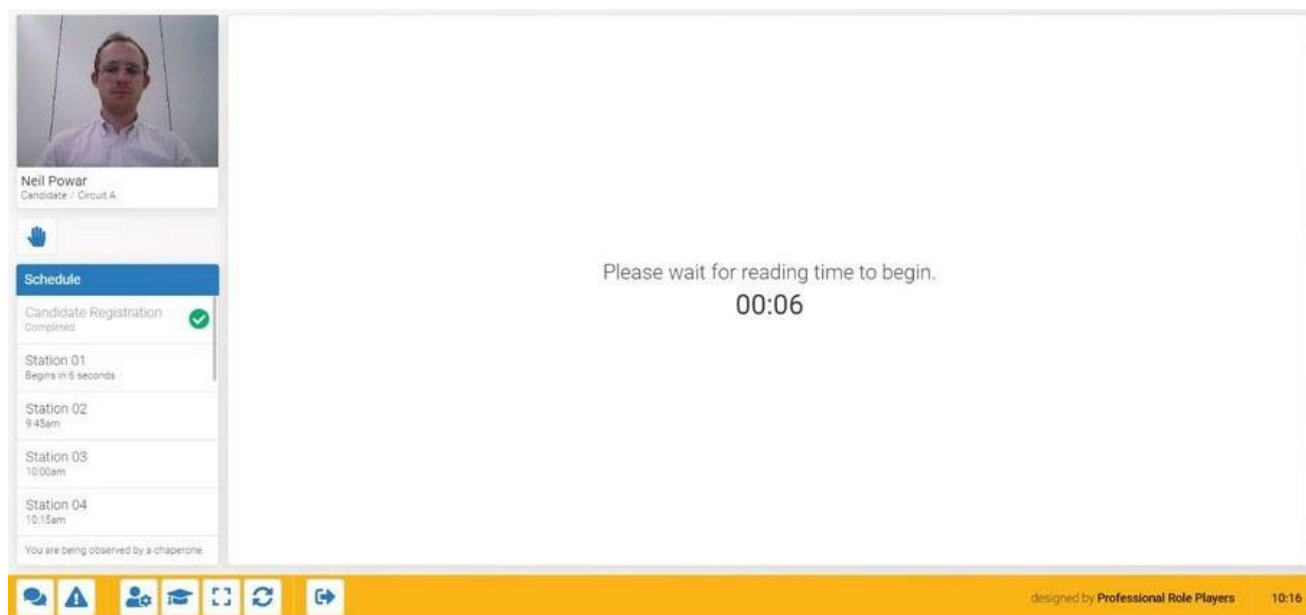 Neil Powar
Candidate / Circuit A
Schedule
Candidate Registration
Completed
Station 01
Begins in 6 seconds
Station 02
9:45am
Station 03
10:00am
Station 04
10:15am
You are being observed by a chaperone.
Please wait for reading time to begin.
00:06
designed by Professional Role Players 10:16